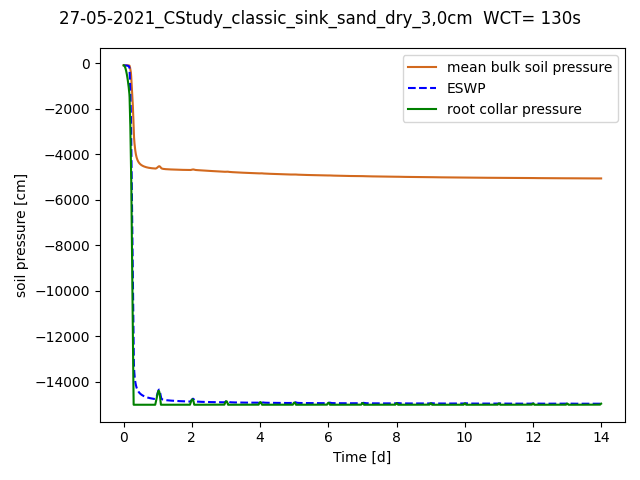 27-05-2021_CStudy_classic_sink_sand_dry_3,0cm  WCT= 130s
mean bulk soil pressure
ESWP
root collar pressure
soil pressure [cm]
0
−2000
−4000
−6000
−8000
−10000
−12000
−14000
0 2 4 6 8 10 12 14
Time [d]